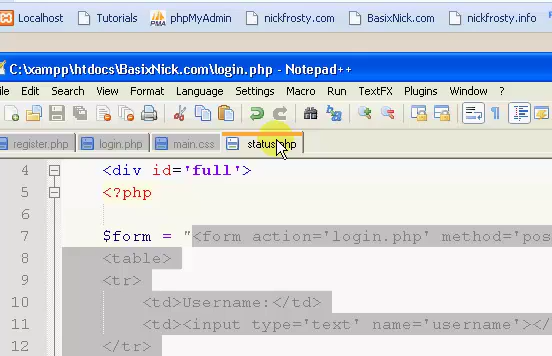 Localhost Tutorials phpMyAdmin nickfrosty.com BasixNick.com nickfrosty.info
C:\xampp\htdocs\BasixNick.com\login.php - Notepad++
ile Edit Search View Encoding Language Settings Macro Run TextFX Plugins Window ?
register.php login.php main.css status.php
4 <div id='full'>
5 <?php
6
7 $form = "<form action='login.php' method='pos
8 <table>
9 <tr>
10 <td>Username:</td>
11 <td><input type='text' name='username'></
12 </tr>